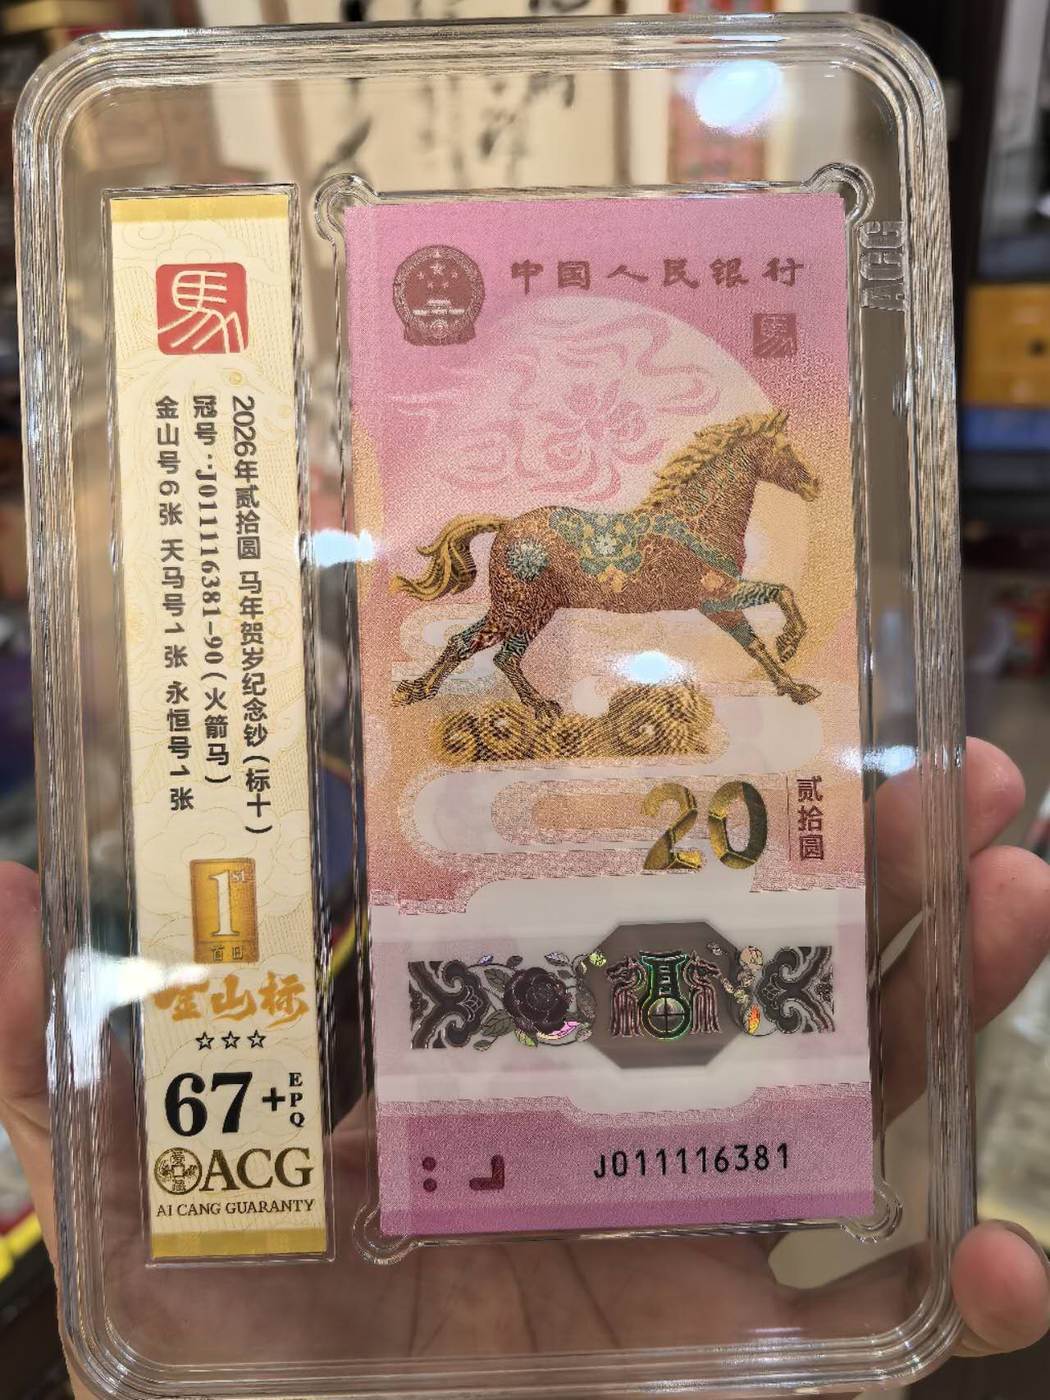 馬
2026年贰拾圆 马年贺岁纪念钞(标十)
冠号·J011116381-90(火箭马)
金山号6张 天马号1张 永恒号1张
1st
首日
金山标
☆☆☆
67+EPQ
ACG
AI CANG GUARANTY
ACG
中国人民银行
馬
20
贰拾圆
J011116381